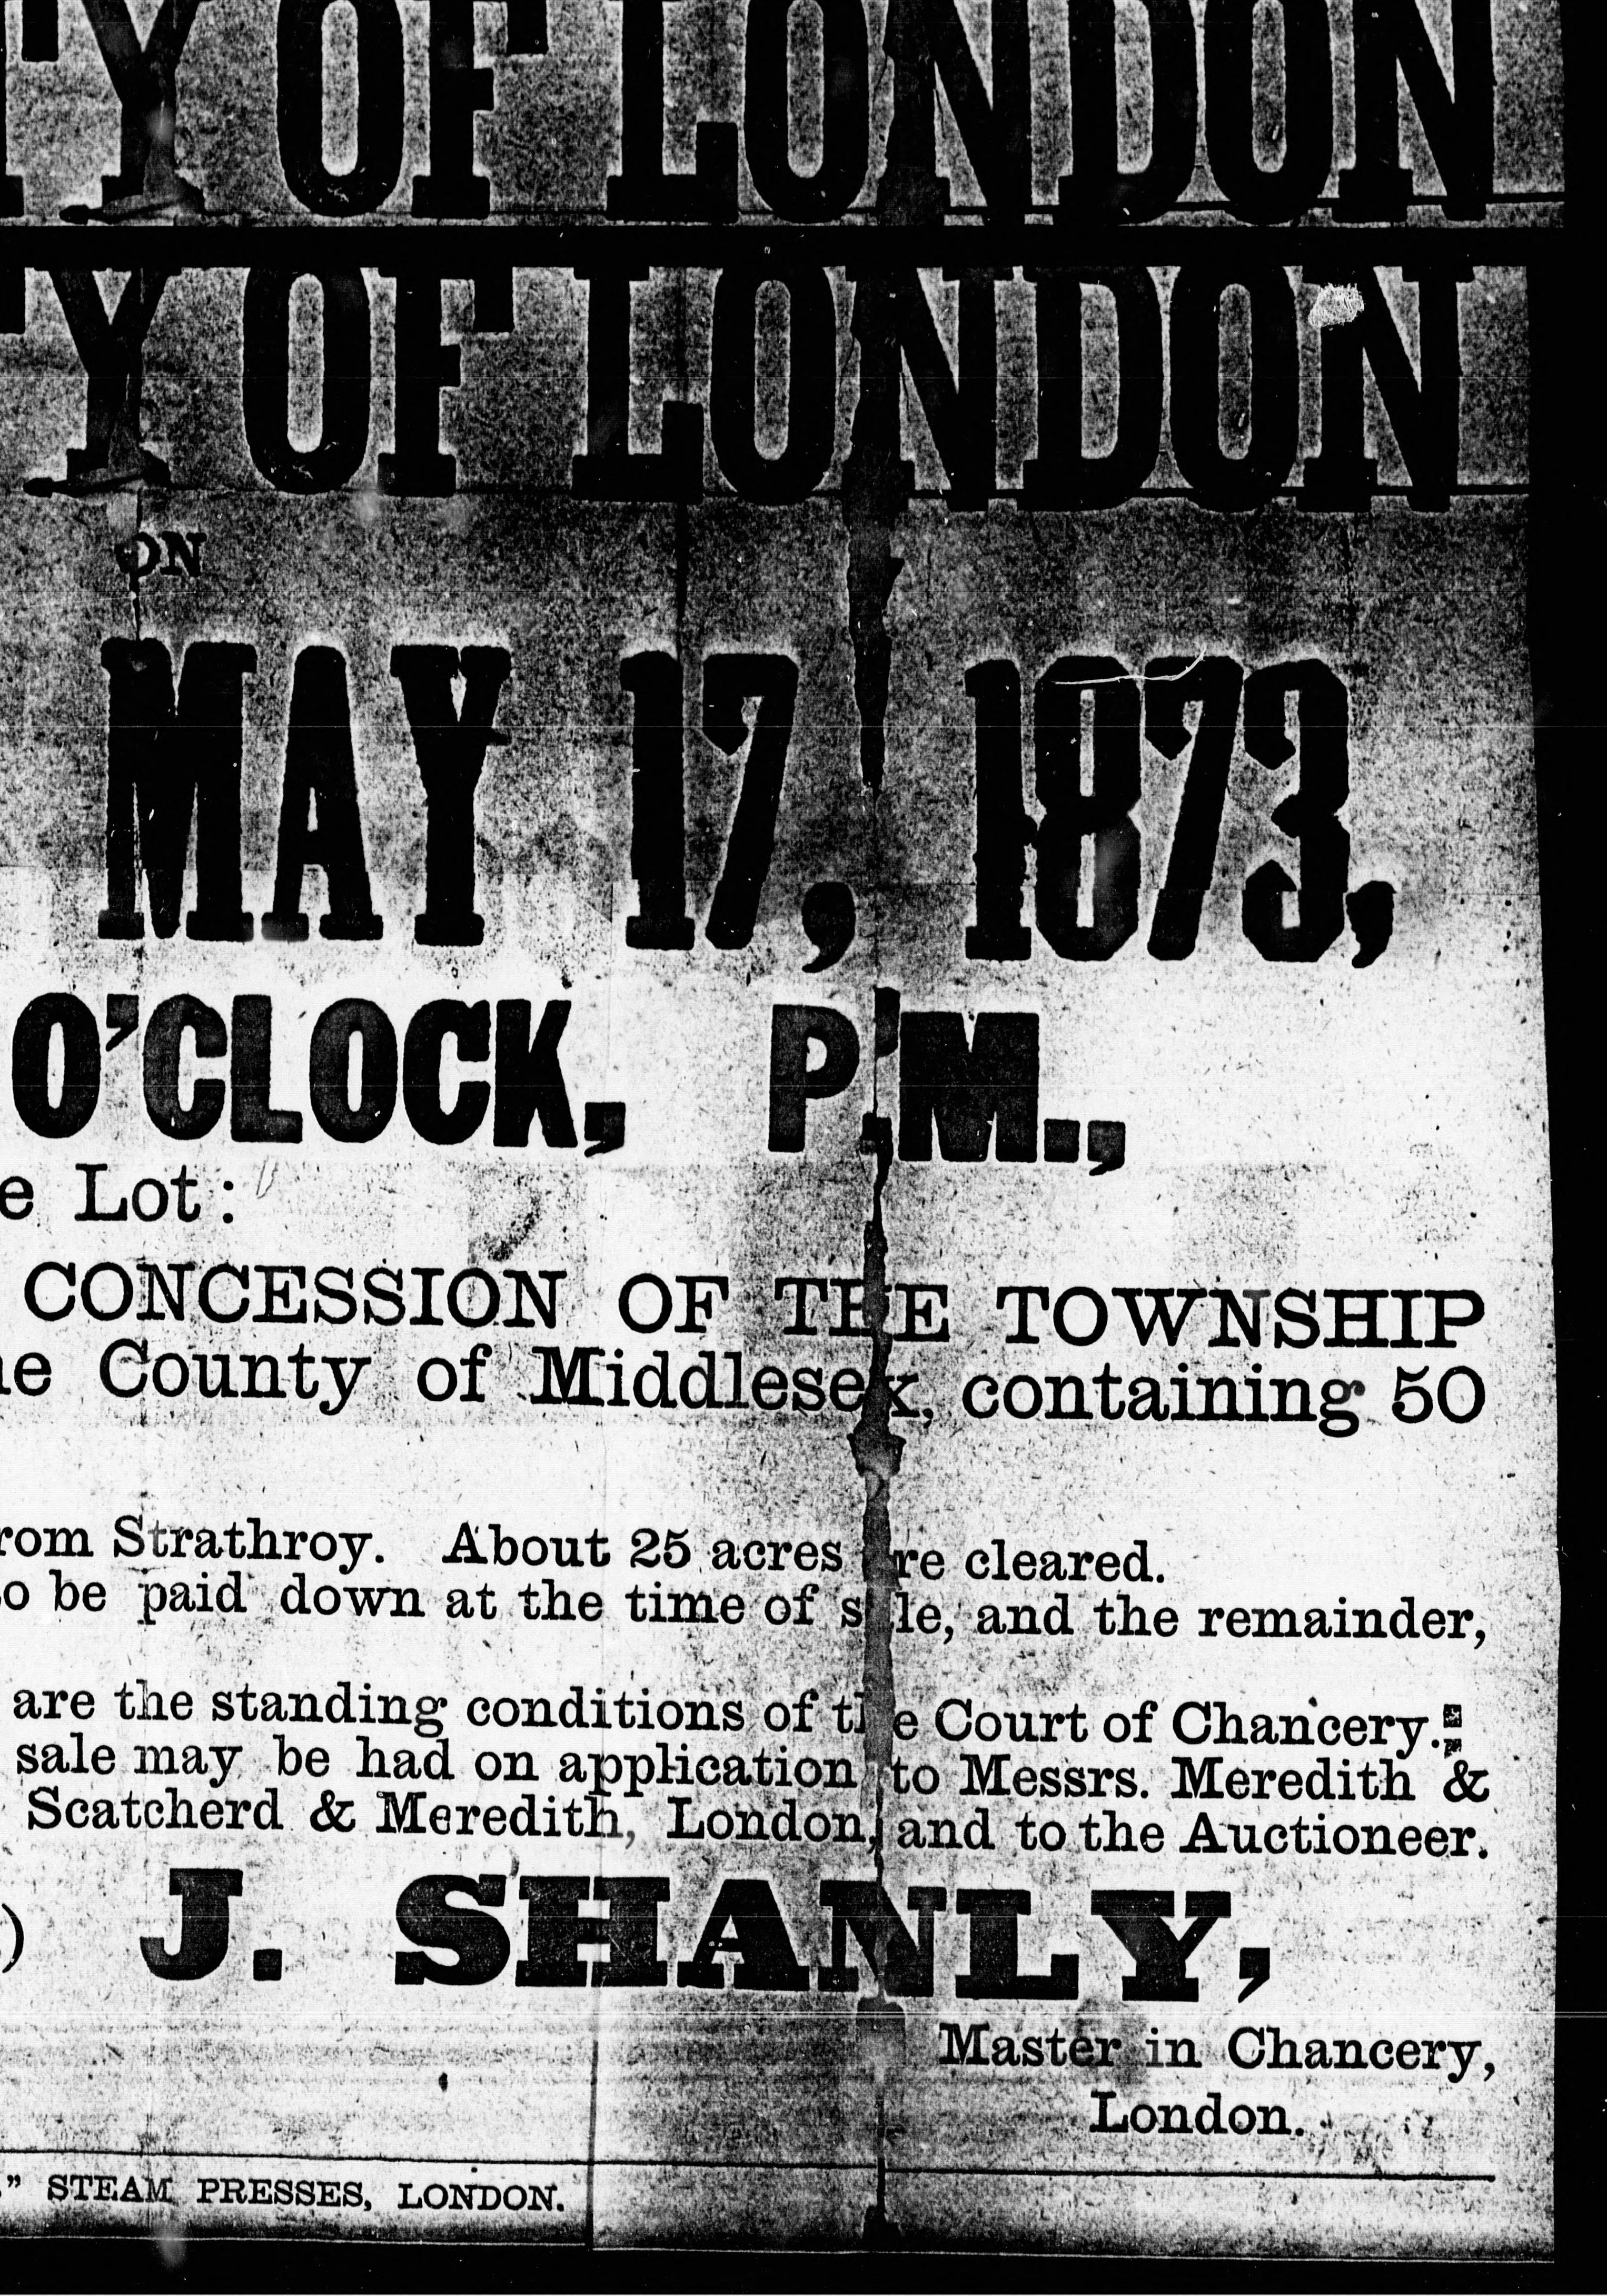 TY OF LONDON
TY OF LONDON
ON
MAY 17, 1873,
O'CLOCK, P.M.,
e Lot:
CONCESSION OF THE TOWNSHIP
e County of Middlesex, containing 50
rom Strathroy. About 25 acres are cleared.
o be paid down at the time of sale, and the remainder,
are the standing conditions of the Court of Chancery.
sale may be had on application to Messrs. Meredith &
Scatcherd & Meredith, London, and to the Auctioneer.
) J. SHANLY,
Master in Chancery,
London.
" STEAM PRESSES, LONDON.